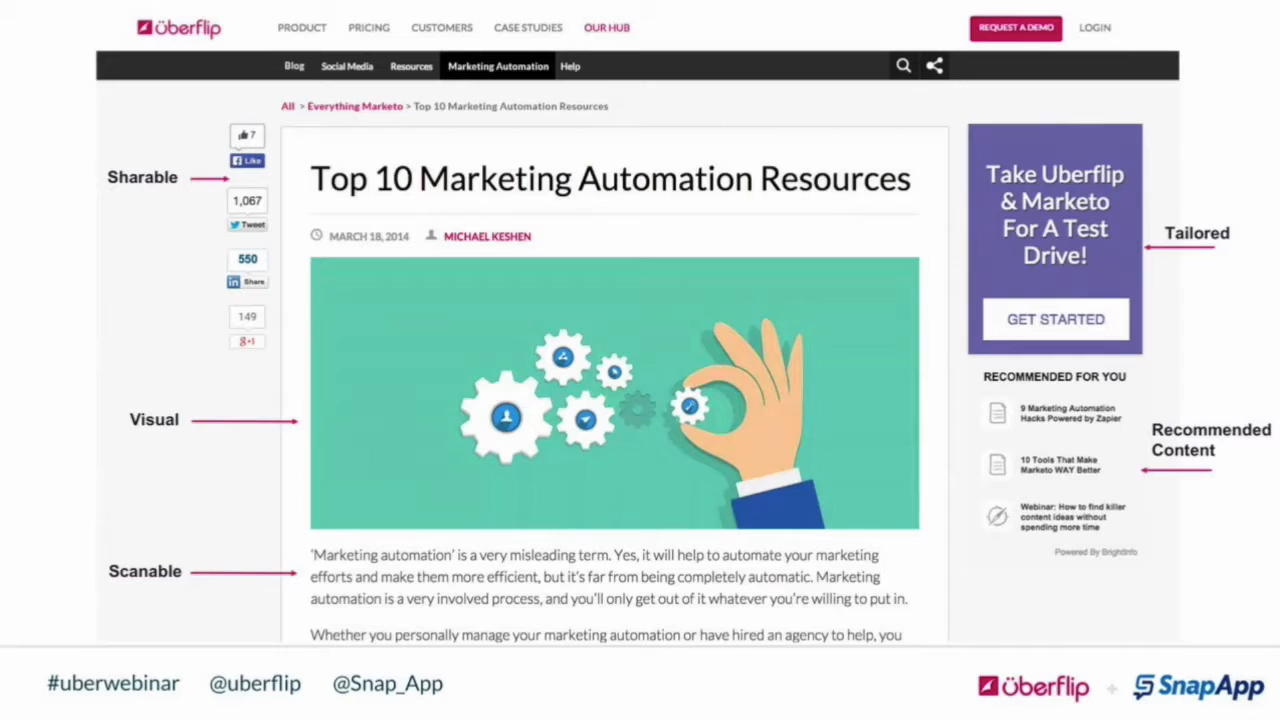 überflip
PRODUCT PRICING CUSTOMERS CASE STUDIES OUR HUB
REQUEST A DEMO LOGIN
Blog Social Media Resources Marketing Automation Help
All > Everything Marketo > Top 10 Marketing Automation Resources
7
Like
Sharable
1,067
Tweet
550
in Share
149
g+1
Top 10 Marketing Automation Resources
MARCH 18, 2014 MICHAEL KESHEN
Visual
Scanable
'Marketing automation' is a very misleading term. Yes, it will help to automate your marketing
efforts and make them more efficient, but it's far from being completely automatic. Marketing
automation is a very involved process, and you'll only get out of it whatever you're willing to put in.
Whether you personally manage your marketing automation or have hired an agency to help, you
Take Uberflip
& Marketo
For A Test
Drive!
GET STARTED
Tailored
RECOMMENDED FOR YOU
9 Marketing Automation
Hacks Powered by Zapier
10 Tools That Make
Marketo WAY Better
Webinar: How to find killer
content ideas without
spending more time
Powered By BrightInfo
Recommended
Content
#uberwebinar @uberflip @Snap_App
überflip + SnapApp